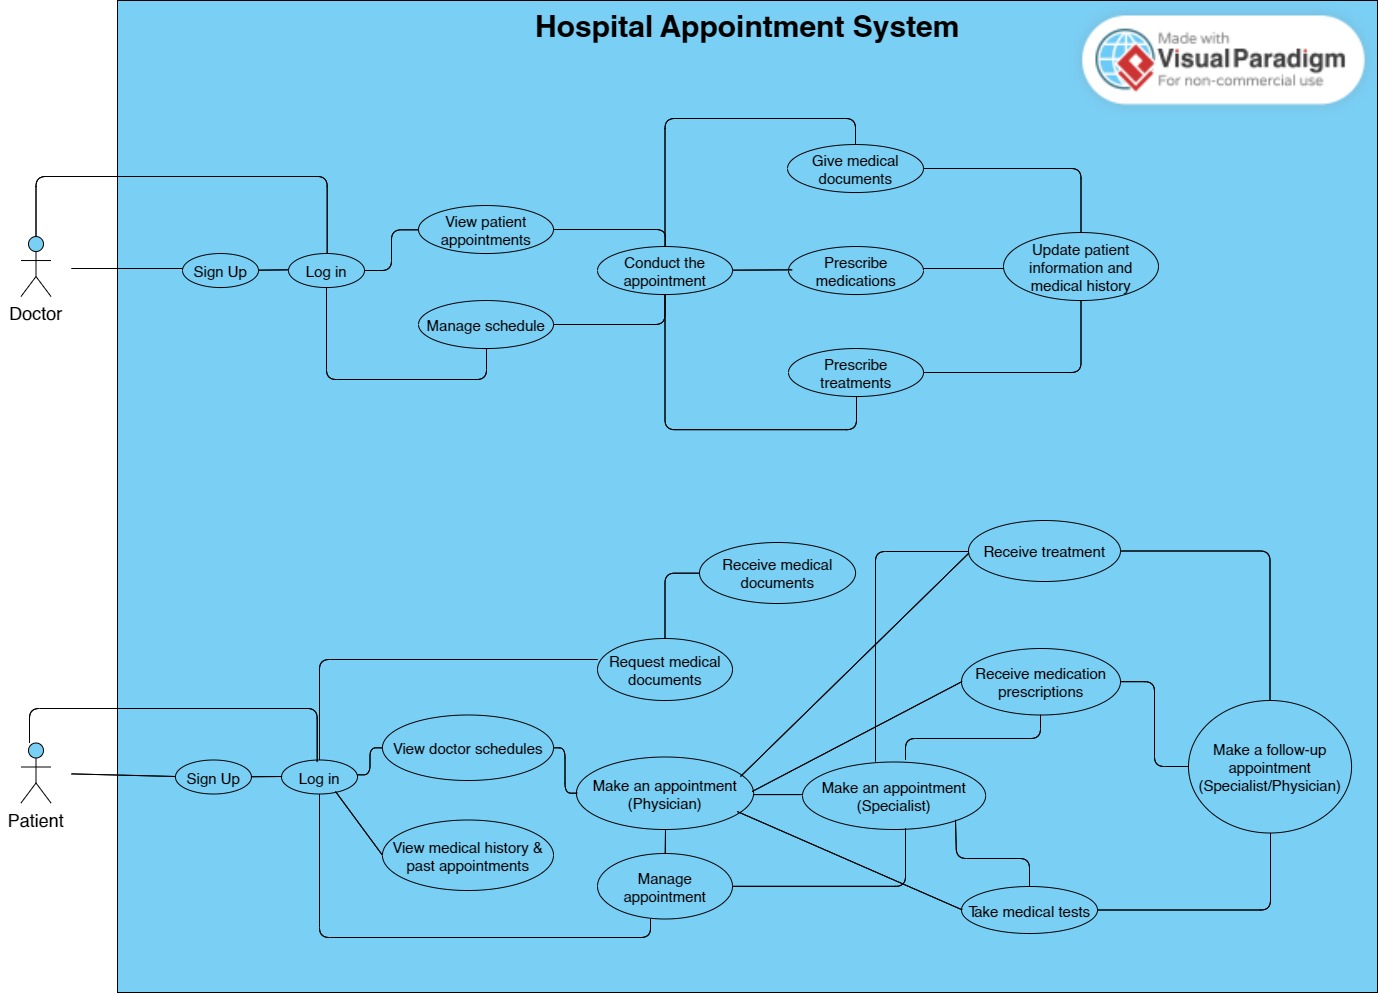 Hospital Appointment System
Made with
Visual Paradigm
For non-commercial use
Give medical
documents
View patient
appointments
Update patient
information and
medical history
Sign Up
Log in
Conduct the
appointment
Prescribe
medications
Doctor
Manage schedule
Prescribe
treatments
Receive treatment
Receive medical
documents
Request medical
documents
Receive medication
prescriptions
View doctor schedules
Make a follow-up
appointment
(Specialist/Physician)
Sign Up
Log in
Make an appointment
(Physician)
Make an appointment
(Specialist)
Patient
View medical history &
past appointments
Manage
appointment
Take medical tests